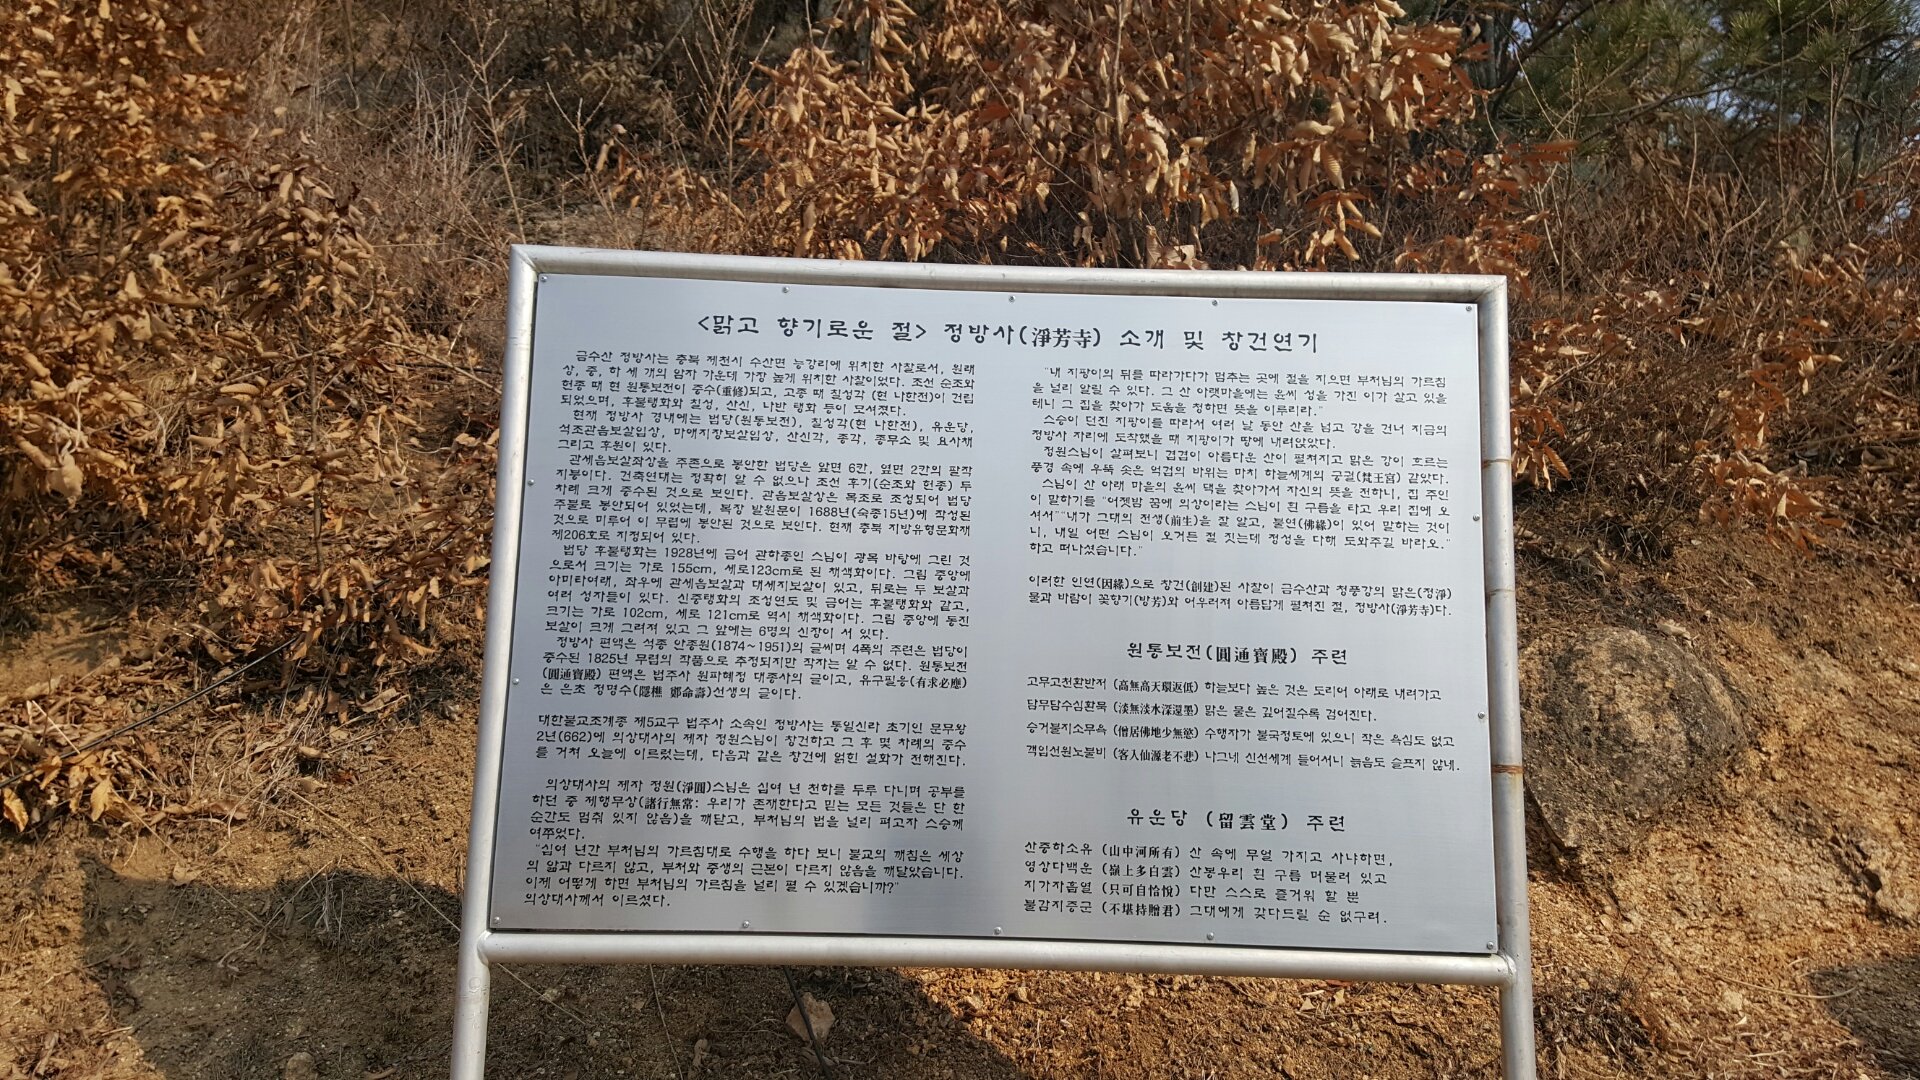 <맑고 향기로운 절> 정방사(淨芳寺) 소개 및 창건연기
금수산 정방사는 충북 제천시 수산면 능강리에 위치한 사찰로서, 원래
상, 중, 하 세 개의 암자 가운데 가장 높게 위치한 사찰이었다. 조선 순조와
헌종 때 현 원통보전이 중수(重修)되고, 고종 때 칠성각 (현 나한전)이 건립
되었으며, 후불탱화와 칠성, 산신, 나반 탱화 등이 모셔졌다.
현재 정방사 경내에는 법당(원통보전), 칠성각(현 나한전), 유운당,
석조관음보살입상, 마애지장보살입상, 산신각, 종각, 종무소 및 요사채
그리고 후원이 있다.
관세음보살좌상을 주존으로 봉안한 법당은 앞면 6칸, 옆면 2칸의 팔작
지붕이다. 건축연대는 정확히 알 수 없으나 조선 후기(순조와 헌종) 두
차례 크게 중수된 것으로 보인다. 관음보살상은 목조로 조성되어 법당
주불로 봉안되어 있었는데, 복장 발원문이 1688년(숙종15년)에 작성된
것으로 미루어 이 무렵에 봉안된 것으로 보인다. 현재 충북 지방유형문화재
제206호로 지정되어 있다.
법당 후불탱화는 1928년에 금어 관하종인 스님이 광목 바탕에 그린 것
으로서 크기는 가로 155cm, 세로123cm로 된 채색화이다. 그림 중앙에
아미타여래, 좌우에 관세음보살과 대세지보살이 있고, 뒤로는 두 보살과
여러 성자들이 있다. 신중탱화의 조성연도 및 금어는 후불탱화와 같고,
크기는 가로 102cm, 세로 121cm로 역시 채색화이다. 그림 중앙에 동진
보살이 크게 그려져 있고 그 앞에는 6명의 신장이 서 있다.
정방사 편액은 석종 안종원(1874~1951)의 글씨며 4폭의 주련은 법당이
중수된 1825년 무렵의 작품으로 추정되지만 작자는 알 수 없다. 원통보전
(圓通寶殿) 편액은 법주사 원파혜정 대종사의 글이고, 유구필응(有求必應)
은 은초 정명수(隱樵 鄭命壽)선생의 글이다.
대한불교조계종 제5교구 법주사 소속인 정방사는 통일신라 초기인 문무왕
2년(662)에 의상대사의 제자 정원스님이 창건하고 그 후 몇 차례의 중수
를 거쳐 오늘에 이르렀는데, 다음과 같은 창건에 얽힌 설화가 전해진다.
의상대사의 제자 정원(淨圓)스님은 십여 년 천하를 두루 다니며 공부를
하던 중 제행무상(諸行無常: 우리가 존재한다고 믿는 모든 것들은 단 한
순간도 멈춰 있지 않음)을 깨닫고, 부처님의 법을 널리 펴고자 스승께
여쭈었다.
"십여 년간 부처님의 가르침대로 수행을 하다 보니 불교의 깨침은 세상
의 앎과 다르지 않고, 부처와 중생의 근본이 다르지 않음을 깨달았습니다.
이제 어떻게 하면 부처님의 가르침을 널리 펼 수 있겠습니까?"
의상대사께서 이르셨다.
"내 지팡이의 뒤를 따라가다가 멈추는 곳에 절을 지으면 부처님의 가르침
을 널리 알릴 수 있다. 그 산 아랫마을에는 윤씨 성을 가진 이가 살고 있을
테니 그 집을 찾아가 도움을 청하면 뜻을 이루리라."
스승이 던진 지팡이를 따라서 여러 날 동안 산을 넘고 강을 건너 지금의
정방사 자리에 도착했을 때 지팡이가 땅에 내려앉았다.
정원스님이 살펴보니 겹겹이 아름다운 산이 펼쳐지고 맑은 강이 흐르는
풍경 속에 우뚝 솟은 억겁의 바위는 마치 하늘세계의 궁궐(梵王宮) 같았다.
스님이 산 아래 마을의 윤씨 댁을 찾아가서 자신의 뜻을 전하니, 집 주인
이 말하기를 "어젯밤 꿈에 의상이라는 스님이 흰 구름을 타고 우리 집에 오
셔서""내가 그대의 전생(前生)을 잘 알고, 불연(佛緣)이 있어 말하는 것이
니, 내일 어떤 스님이 오거든 절 짓는데 정성을 다해 도와주길 바라오."
하고 떠나셨습니다."
이러한 인연(因緣)으로 창건(創建)된 사찰이 금수산과 청풍강의 맑은(정淨)
물과 바람이 꽃향기(방芳)와 어우러져 아름답게 펼쳐진 절, 정방사(淨芳寺)다.
원통보전(圓通寶殿) 주련
고무고천환반저 (高無高天環返低) 하늘보다 높은 것은 도리어 아래로 내려가고
담무담수심환묵 (淡無淡水深還墨) 맑은 물은 깊어질수록 검어진다.
승거불지소무욕 (僧居佛地少無慾) 수행자가 불국정토에 있으니 작은 욕심도 없고
객입선원노불비 (客入仙源老不悲) 나그네 신선세계 들어서니 늙음도 슬프지 않네.
유운당 (留雲堂) 주련
산중하소유 (山中河所有) 산 속에 무얼 가지고 사냐하면,
영상다백운 (嶺上多白雲) 산봉우리 흰 구름 머물러 있고
지가자흡열 (只可自恰悅) 다만 스스로 즐거워 할 뿐
불감지증군 (不堪持贈君) 그대에게 갖다드릴 순 없구려.